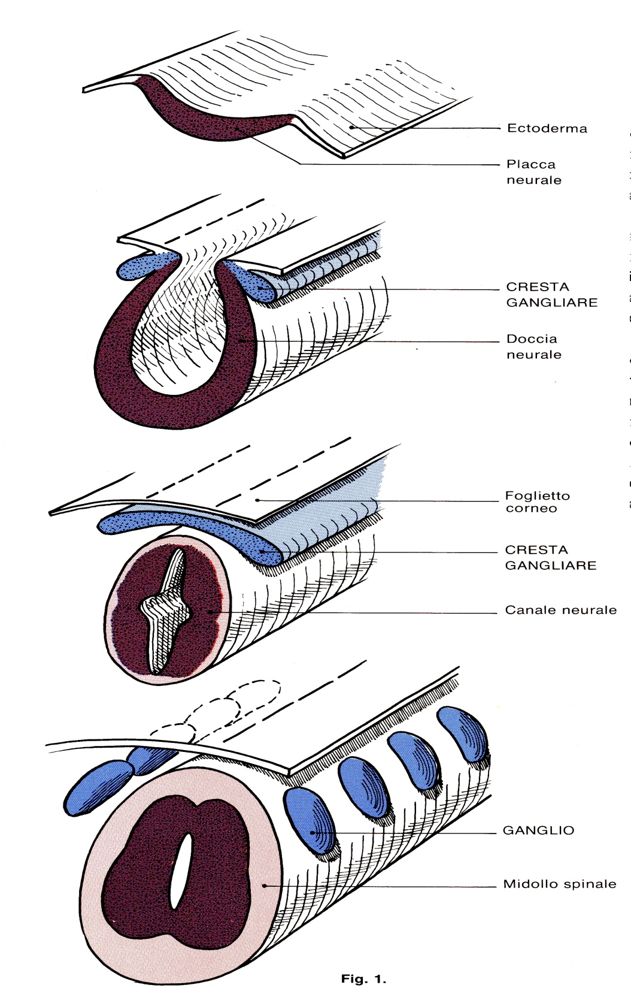 Ectoderma
Placca
neurale
CRESTA
GANGLIARE
Doccia
neurale
Foglietto
corneo
CRESTA
GANGLIARE
Canale neurale
GANGLIO
Midollo spinale
Fig. 1.